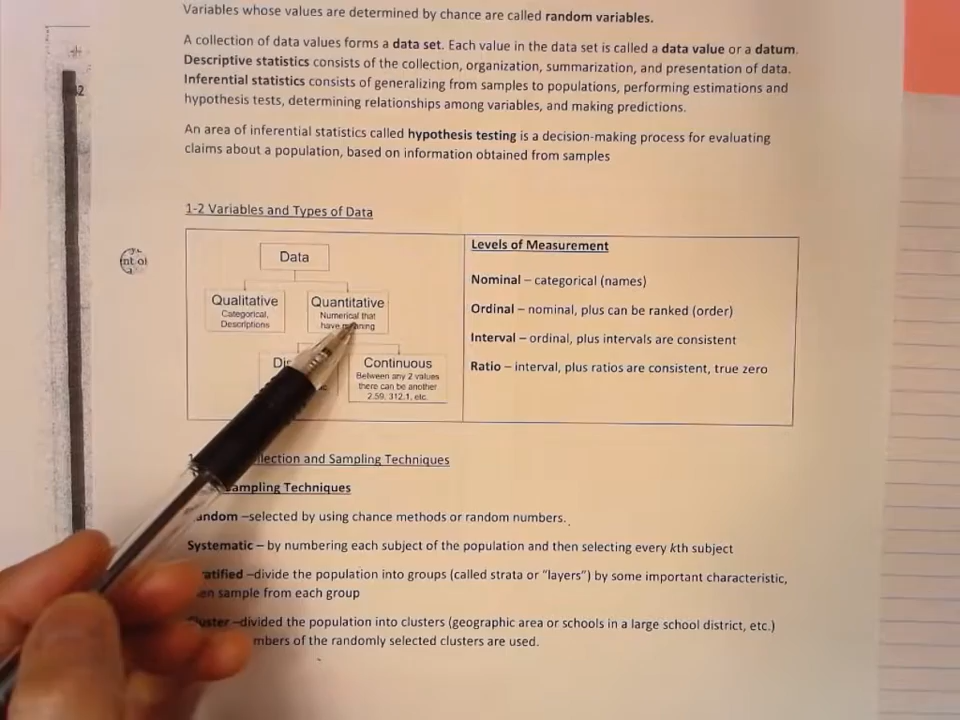 Variables whose values are determined by chance are called random variables.
A collection of data values forms a data set. Each value in the data set is called a data value or a datum.
Descriptive statistics consists of the collection, organization, summarization, and presentation of data.
Inferential statistics consists of generalizing from samples to populations, performing estimations and
hypothesis tests, determining relationships among variables, and making predictions.
An area of inferential statistics called hypothesis testing is a decision-making process for evaluating
claims about a population, based on information obtained from samples
1-2 Variables and Types of Data
Data
Qualitative
Categorical,
Descriptions
Quantitative
Numerical that
have meaning
Continuous
Between any 2 values
there can be another
2.59, 312.1, etc.
Levels of Measurement
Nominal – categorical (names)
Ordinal – nominal, plus can be ranked (order)
Interval – ordinal, plus intervals are consistent
Ratio – interval, plus ratios are consistent, true zero
and Sampling Techniques
Techniques
–selected by using chance methods or random numbers.
Systematic – by numbering each subject of the population and then selecting every kth subject
–divide the population into groups (called strata or “layers”) by some important characteristic,
sample from each group
Cluster –divided the population into clusters (geographic area or schools in a large school district, etc.)
of the randomly selected clusters are used.